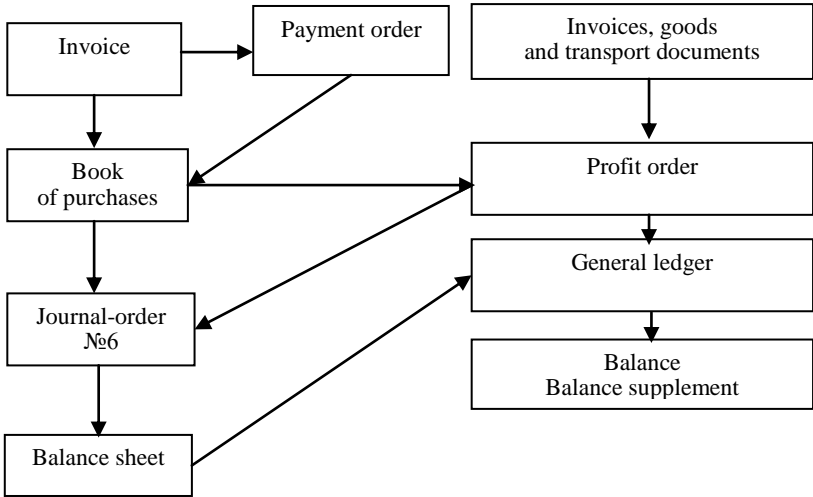 Invoice
Payment order
Invoices, goods
and transport documents
Book
of purchases
Profit order
General ledger
Journal-order
№6
Balance
Balance supplement
Balance sheet